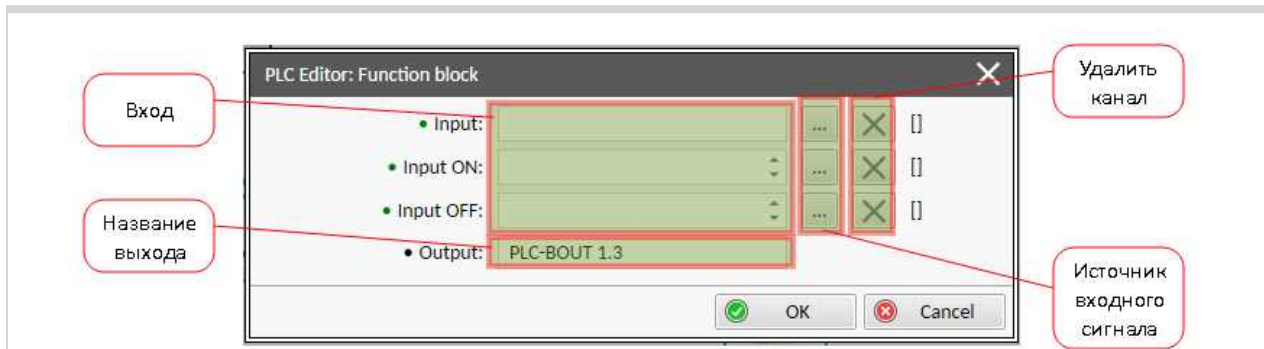 PLC Editor: Function block
Удалить
канал
Вход
• Input:
...
[]
• Input ON:
...
[]
• Input OFF:
...
[]
Название
выхода
• Output:
PLC-BOUT 1.3
Источник
входного
сигнала
OK
Cancel